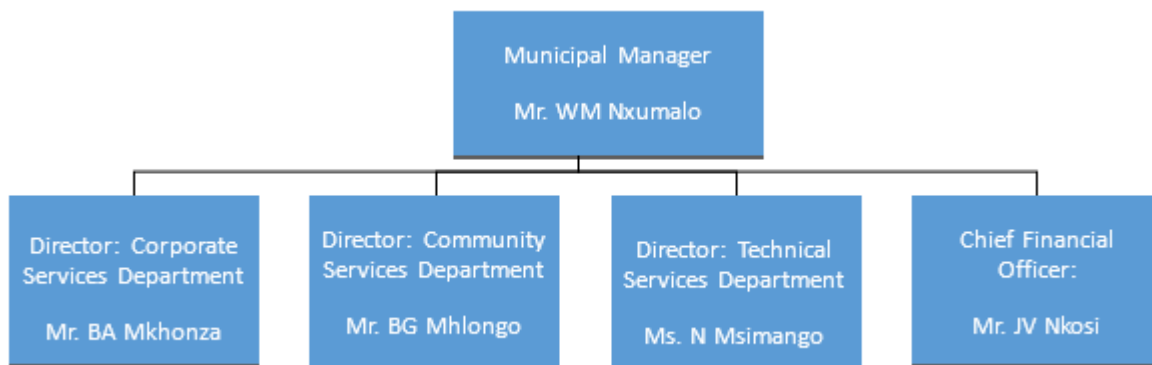 Municipal Manager
Mr. WM Nxumalo
Director: Corporate
Services Department
Mr. BA Mkhonza
Director: Community
Services Department
Mr. BG Mhlongo
Director: Technical
Services Department
Ms. N Msimango
Chief Financial
Officer:
Mr. JV Nkosi